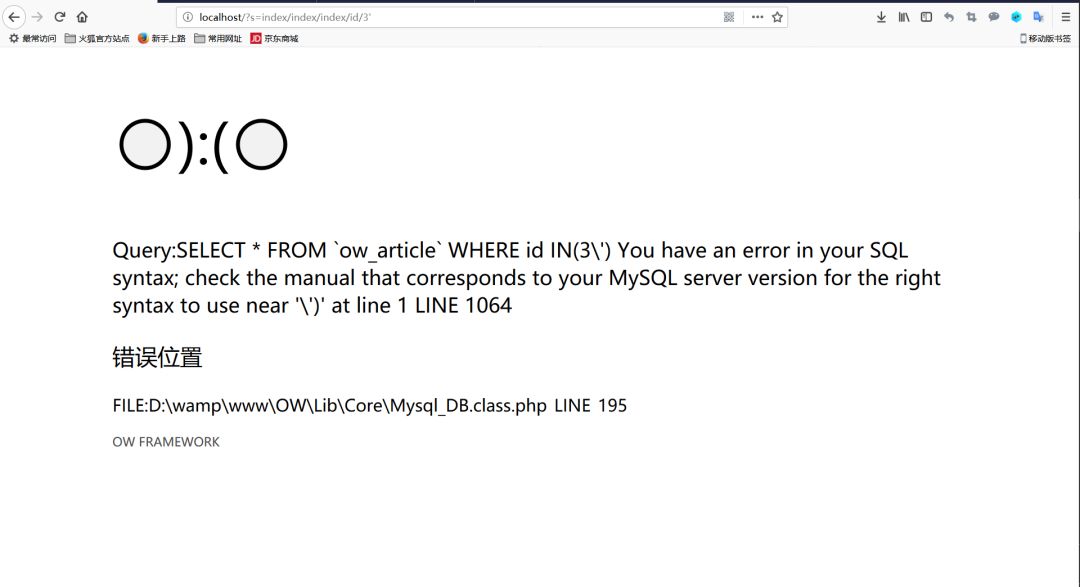 localhost/?s=index/index/index/id/3'
最常访问 火狐官方站点 新手上路 常用网址 JD 京东商城 移动版书签
○):(○
Query:SELECT * FROM `ow_article` WHERE id IN(3\') You have an error in your SQL
syntax; check the manual that corresponds to your MySQL server version for the right
syntax to use near '\')' at line 1 LINE 1064
错误位置
FILE:D:\wamp\www\OW\Lib\Core\Mysql_DB.class.php LINE 195
OW FRAMEWORK